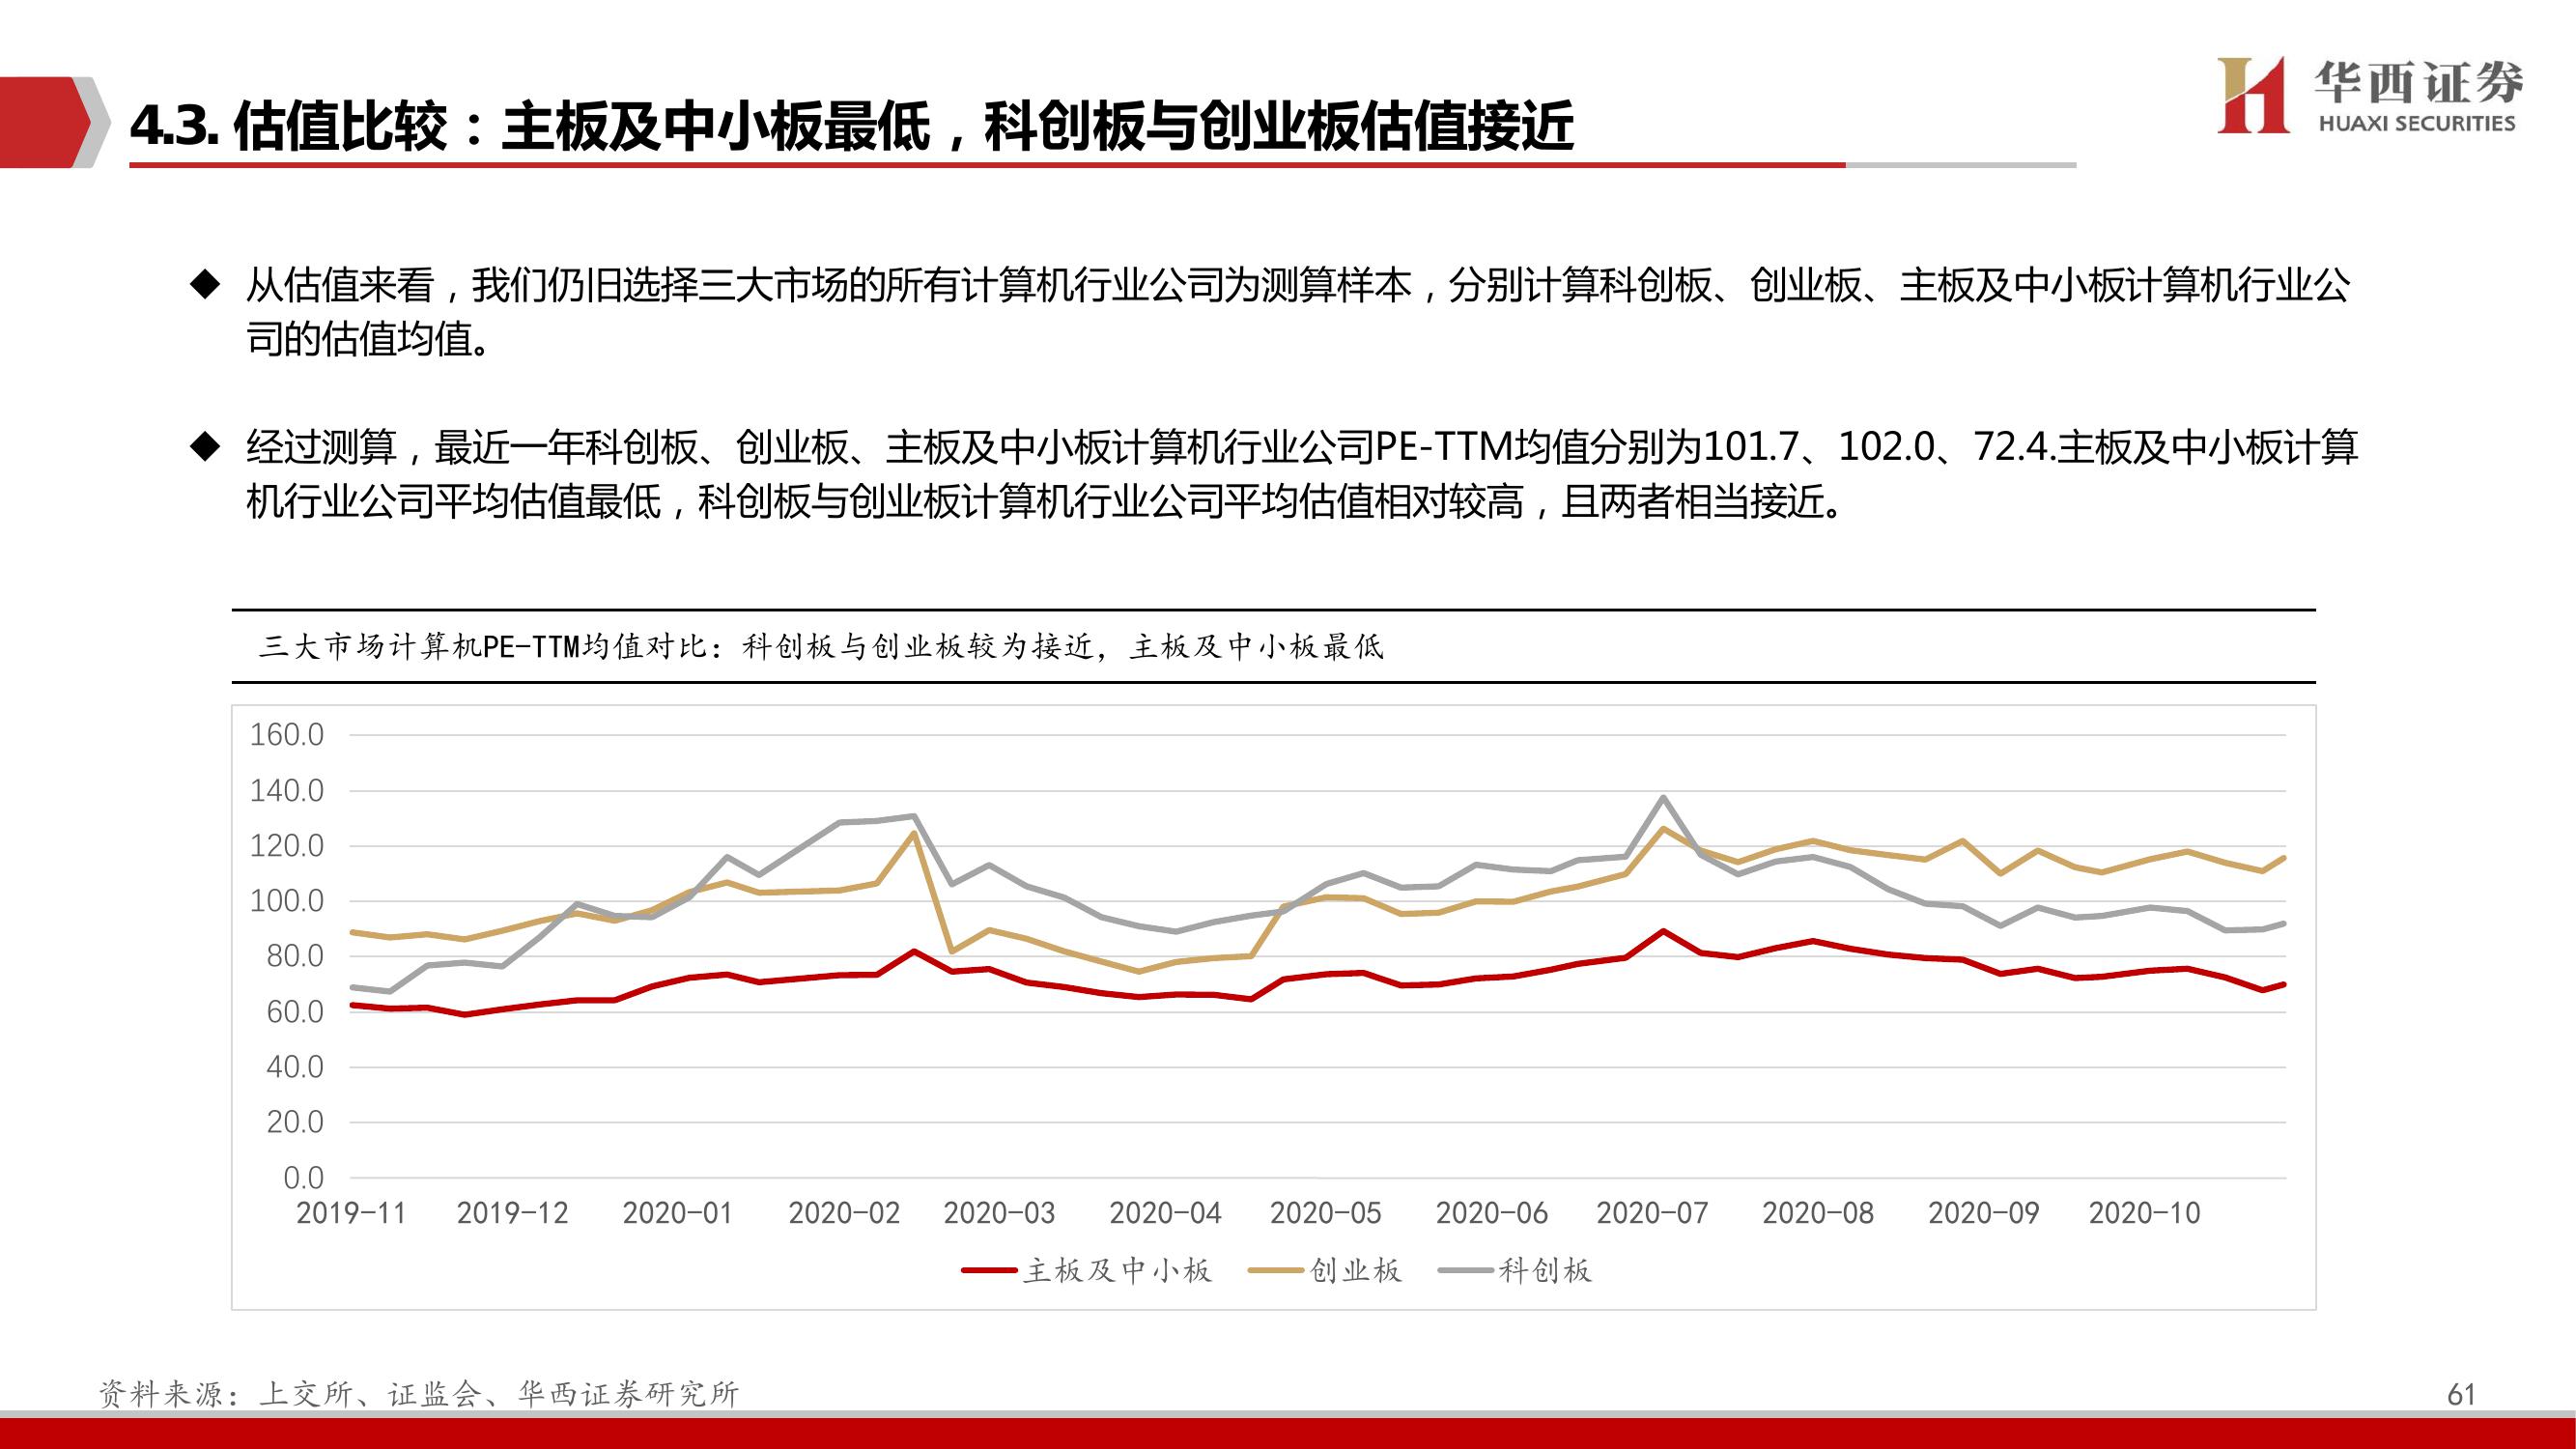 华西证券
HUAXI SECURITIES
4.3. 估值比较：主板及中小板最低，科创板与创业板估值接近
◆ 从估值来看，我们仍旧选择三大市场的所有计算机行业公司为测算样本，分别计算科创板、创业板、主板及中小板计算机行业公
司的估值均值。
◆ 经过测算，最近一年科创板、创业板、主板及中小板计算机行业公司PE-TTM均值分别为101.7、102.0、72.4.主板及中小板计算
机行业公司平均估值最低，科创板与创业板计算机行业公司平均估值相对较高，且两者相当接近。
三大市场计算机PE-TTM均值对比：科创板与创业板较为接近，主板及中小板最低
160.0
140.0
120.0
100.0
80.0
60.0
40.0
20.0
0.0
2019-11 2019-12 2020-01 2020-02 2020-03 2020-04 2020-05 2020-06 2020-07 2020-08 2020-09 2020-10
主板及中小板 创业板 科创板
资料来源：上交所、证监会、华西证券研究所
61